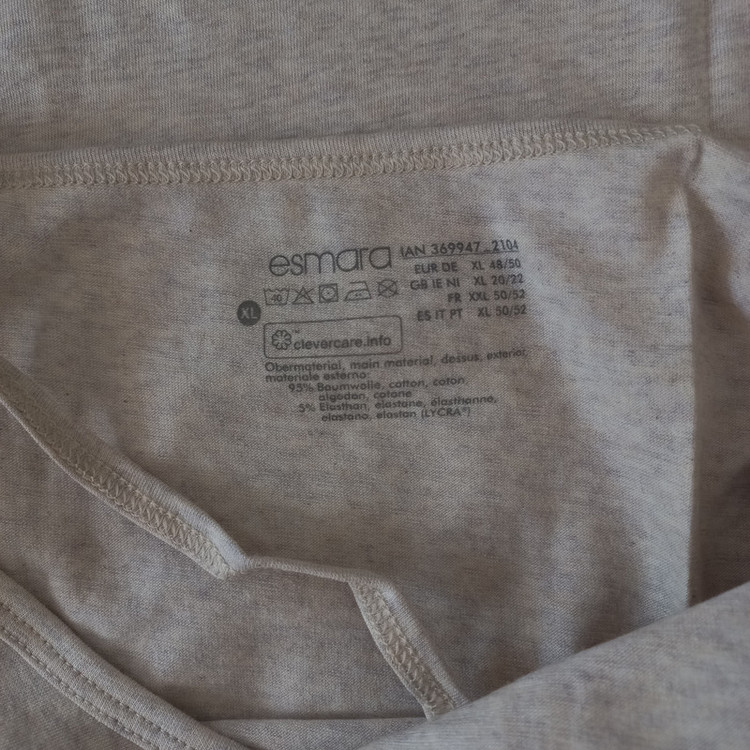 esmara
IAN 369947_2104
EUR DE XL 48/50
GB IE NI XL 20/22
FR XXL 50/52
ES IT PT XL 50/52
40
XL
clevercare.info
Obermaterial, main material, dessus, exterior,
materiale esterno:
95% Baumwolle, cotton, coton,
algodón, cotone
5% Elasthan, elastane, élasthanne,
elastano, elastan (LYCRA®)